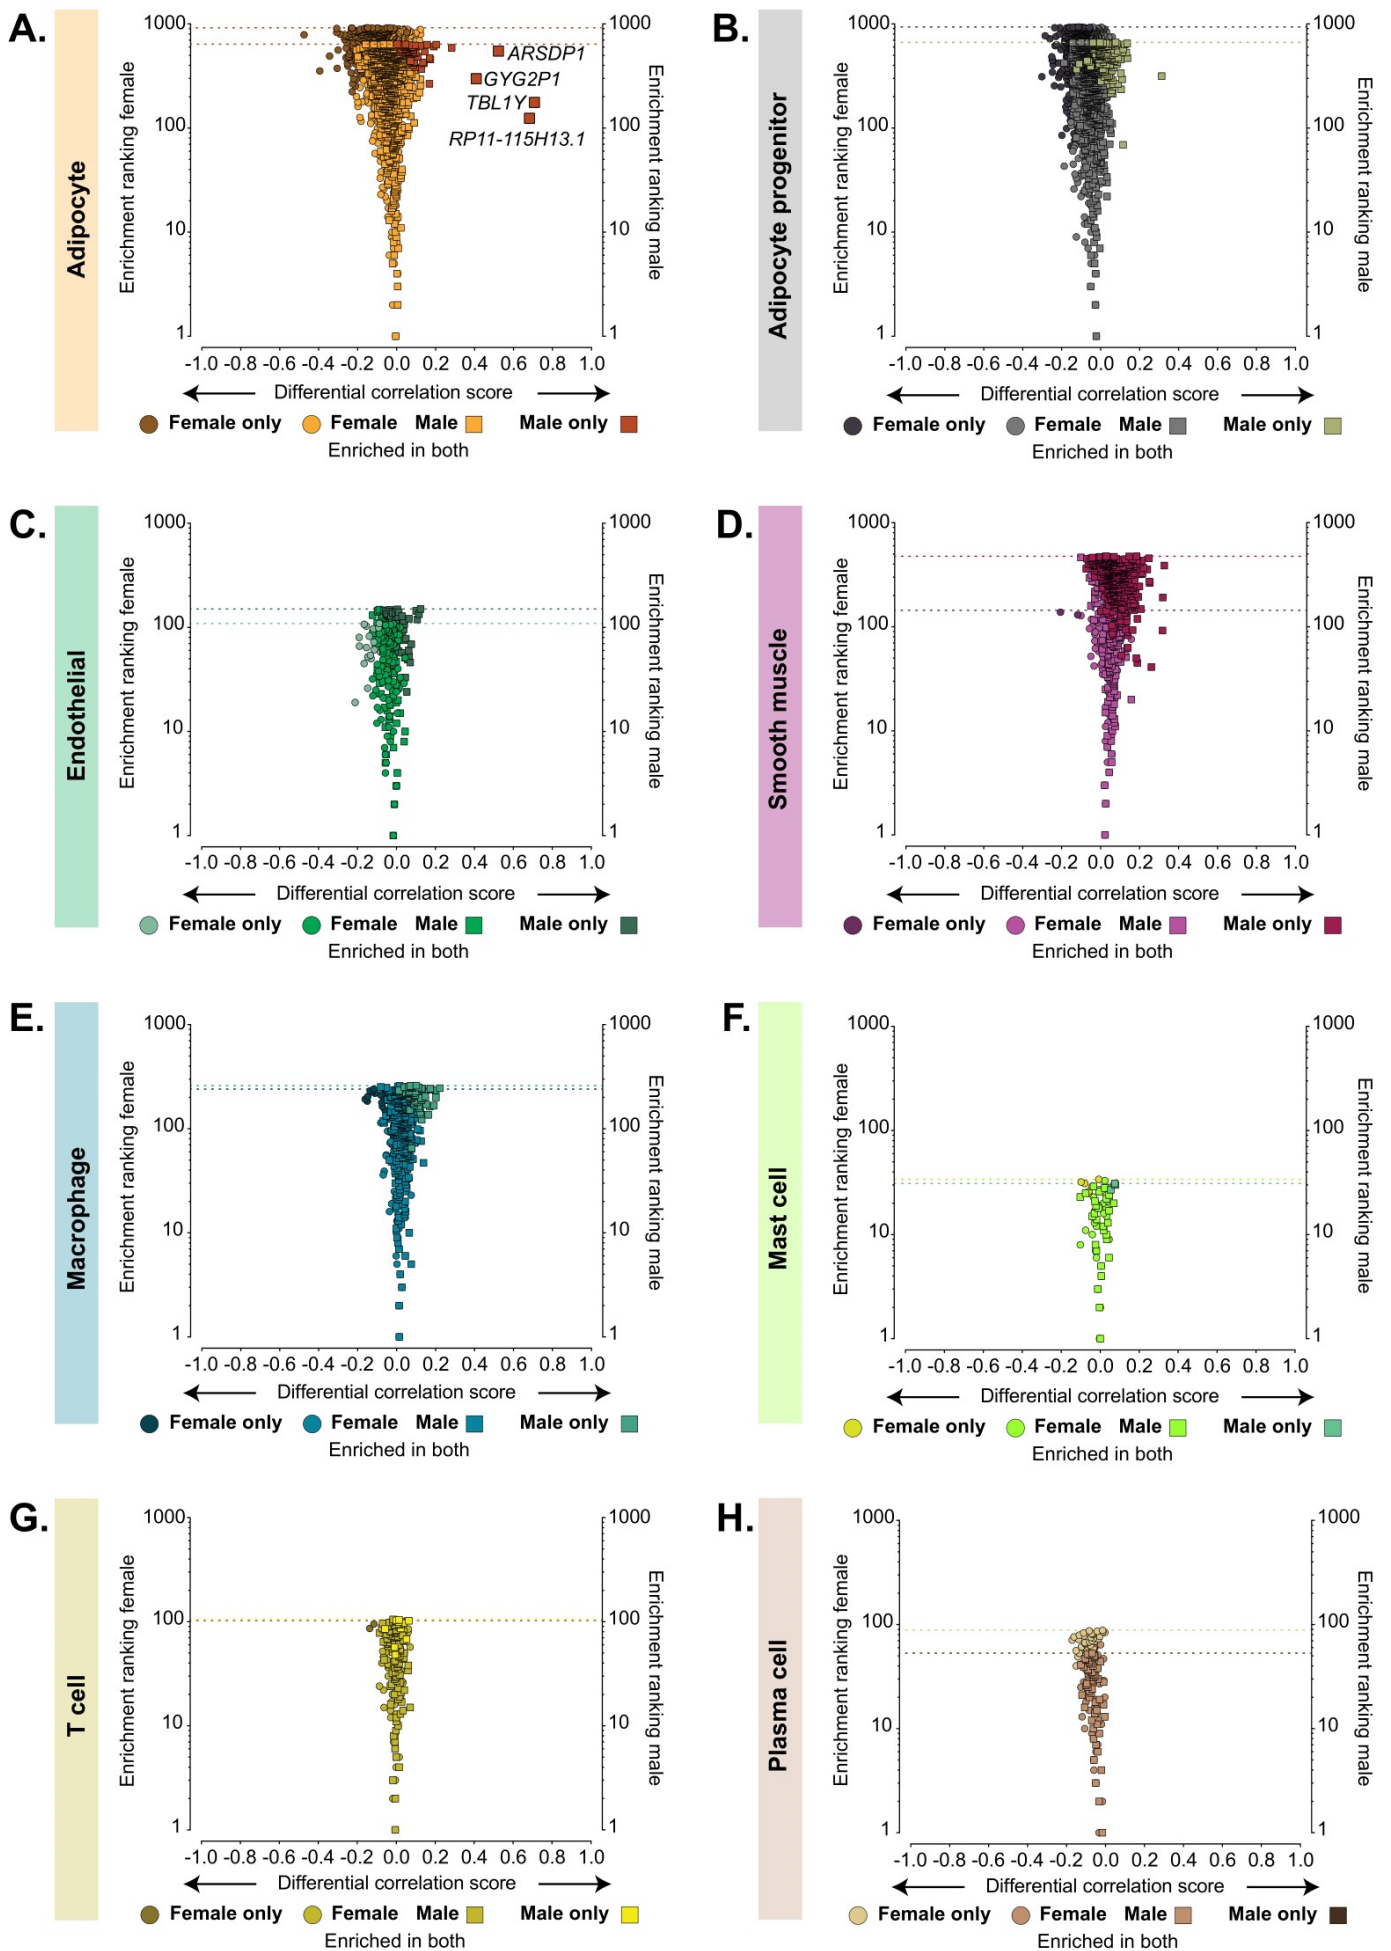 A.
Adipocyte
Enrichment ranking female
1000
100
10
1
1000
100
10
1
Enrichment ranking male
ARSDP1
GYG2P1
TBL1Y
RP11-115H13.1
-1.0 -0.8 -0.6 -0.4 -0.2 0.0 0.2 0.4 0.6 0.8 1.0
Differential correlation score
Female only Female Male Male only
Enriched in both
B.
Adipocyte progenitor
Enrichment ranking female
1000
100
10
1
1000
100
10
1
Enrichment ranking male
-1.0 -0.8 -0.6 -0.4 -0.2 0.0 0.2 0.4 0.6 0.8 1.0
Differential correlation score
Female only Female Male Male only
Enriched in both
C.
Endothelial
Enrichment ranking female
1000
100
10
1
1000
100
10
1
Enrichment ranking male
-1.0 -0.8 -0.6 -0.4 -0.2 0.0 0.2 0.4 0.6 0.8 1.0
Differential correlation score
Female only Female Male Male only
Enriched in both
D.
Smooth muscle
Enrichment ranking female
1000
100
10
1
1000
100
10
1
Enrichment ranking male
-1.0 -0.8 -0.6 -0.4 -0.2 0.0 0.2 0.4 0.6 0.8 1.0
Differential correlation score
Female only Female Male Male only
Enriched in both
E.
Macrophage
Enrichment ranking female
1000
100
10
1
1000
100
10
1
Enrichment ranking male
-1.0 -0.8 -0.6 -0.4 -0.2 0.0 0.2 0.4 0.6 0.8 1.0
Differential correlation score
Female only Female Male Male only
Enriched in both
F.
Mast cell
Enrichment ranking female
1000
100
10
1
1000
100
10
1
Enrichment ranking male
-1.0 -0.8 -0.6 -0.4 -0.2 0.0 0.2 0.4 0.6 0.8 1.0
Differential correlation score
Female only Female Male Male only
Enriched in both
G.
T cell
Enrichment ranking female
1000
100
10
1
1000
100
10
1
Enrichment ranking male
-1.0 -0.8 -0.6 -0.4 -0.2 0.0 0.2 0.4 0.6 0.8 1.0
Differential correlation score
Female only Female Male Male only
Enriched in both
H.
Plasma cell
Enrichment ranking female
1000
100
10
1
1000
100
10
1
Enrichment ranking male
-1.0 -0.8 -0.6 -0.4 -0.2 0.0 0.2 0.4 0.6 0.8 1.0
Differential correlation score
Female only Female Male Male only
Enriched in both